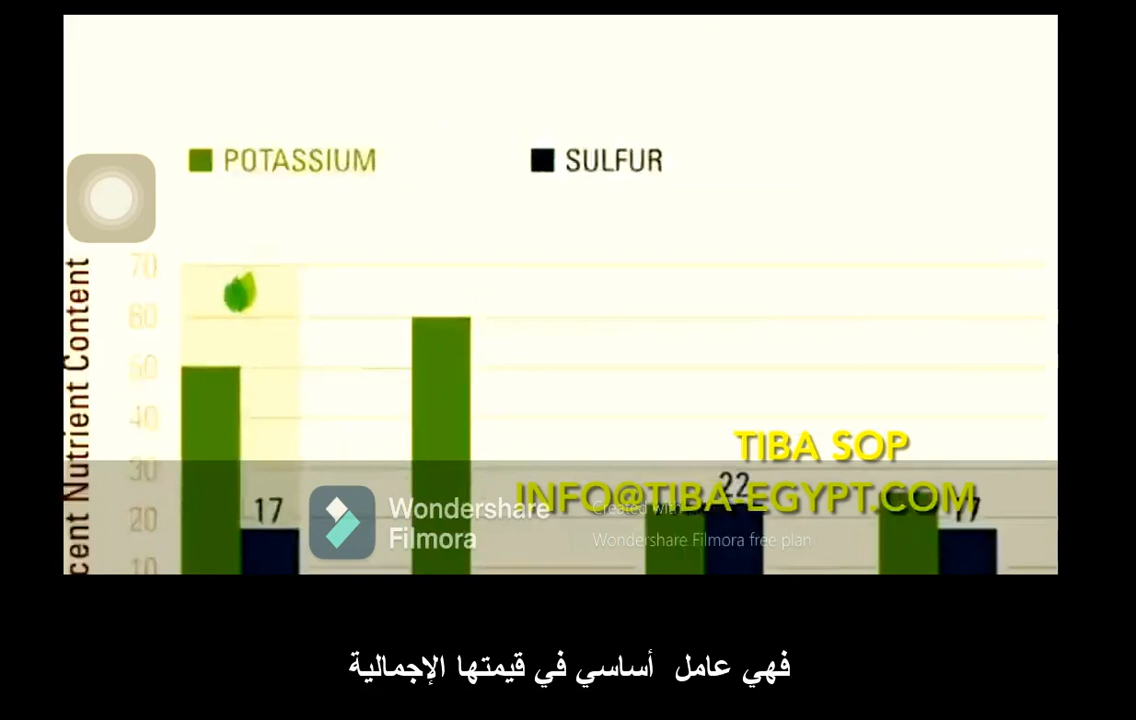 POTASSIUM
SULFUR
70
60
50
40
30
20
10
cent Nutrient Content
17
22
17
TIBA SOP
INFO@TIBA-EGYPT.COM
Wondershare
Filmora
Created with
Wondershare Filmora free plan
فهي عامل أساسي في قيمتها الإجمالية